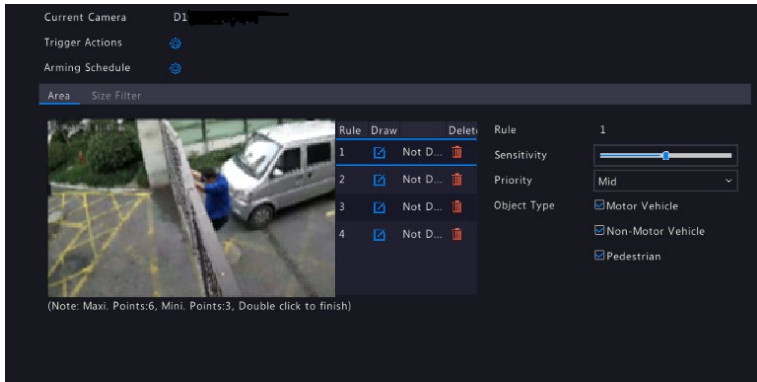 Current Camera D1
Trigger Actions
Arming Schedule
Area Size Filter
Rule Draw Delet
1 Not D...
2 Not D...
3 Not D...
4 Not D...
Rule 1
Sensitivity
Priority Mid
Object Type Motor Vehicle
Non-Motor Vehicle
Pedestrian
(Note: Maxi. Points:6, Mini. Points:3, Double click to finish)